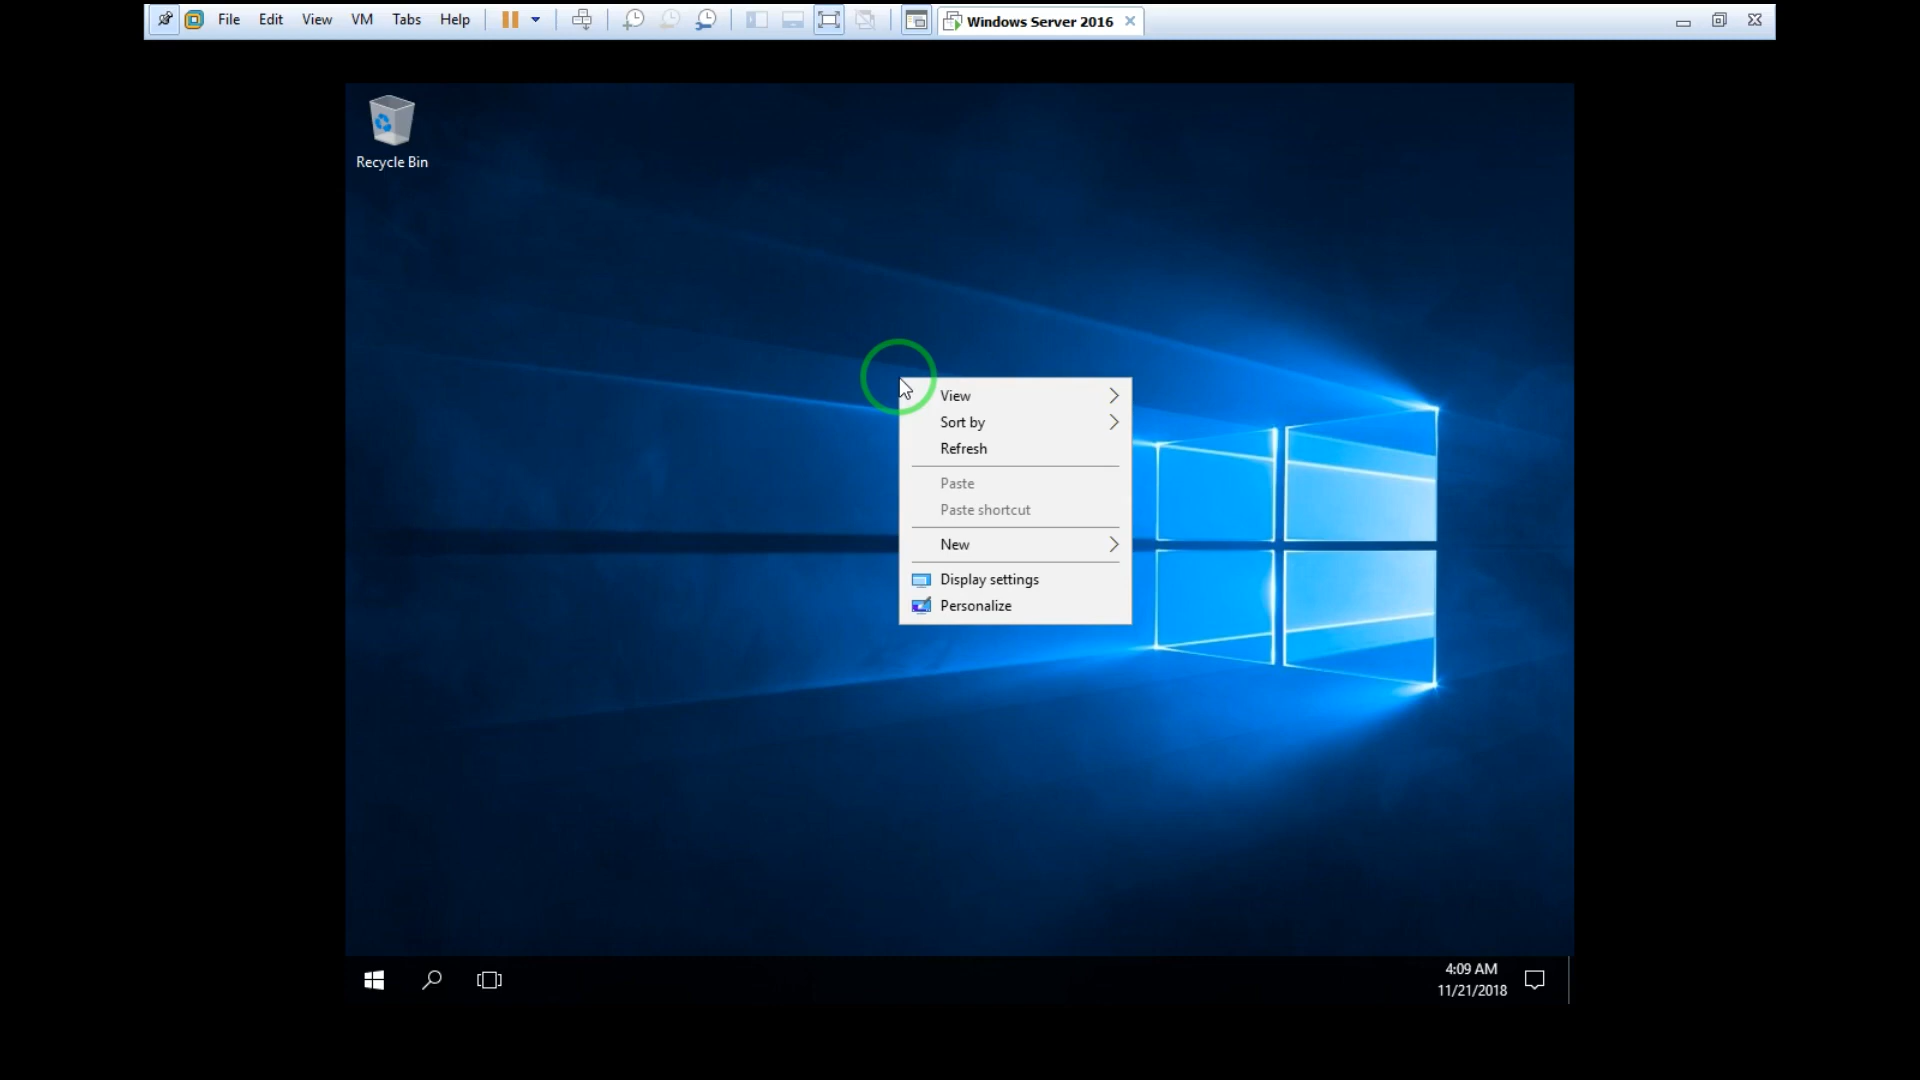 File Edit View VM Tabs Help Windows Server 2016
Recycle Bin
View
Sort by
Refresh
Paste
Paste shortcut
New
Display settings
Personalize
4:09 AM
11/21/2018